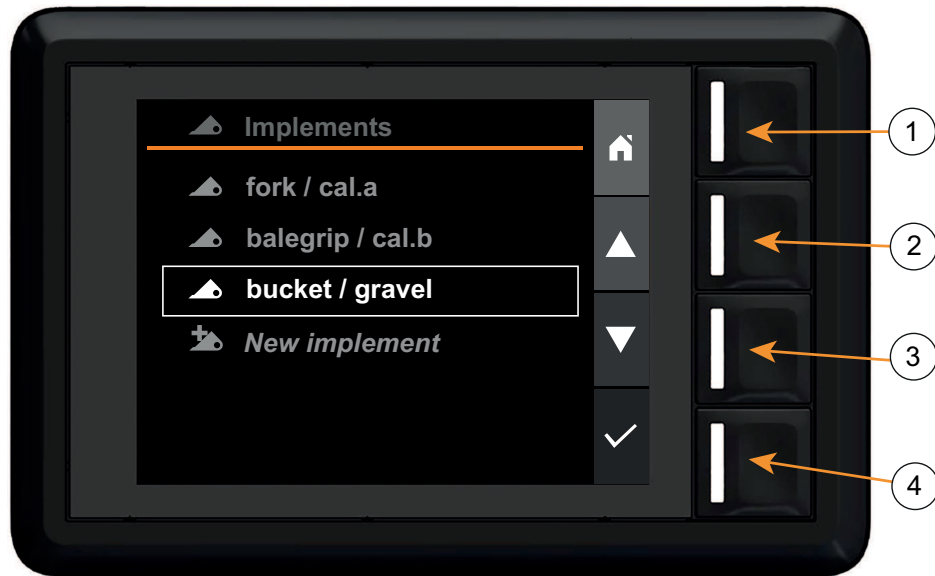 Implements
fork / cal.a
balegrip / cal.b
bucket / gravel
New implement
1
2
3
4